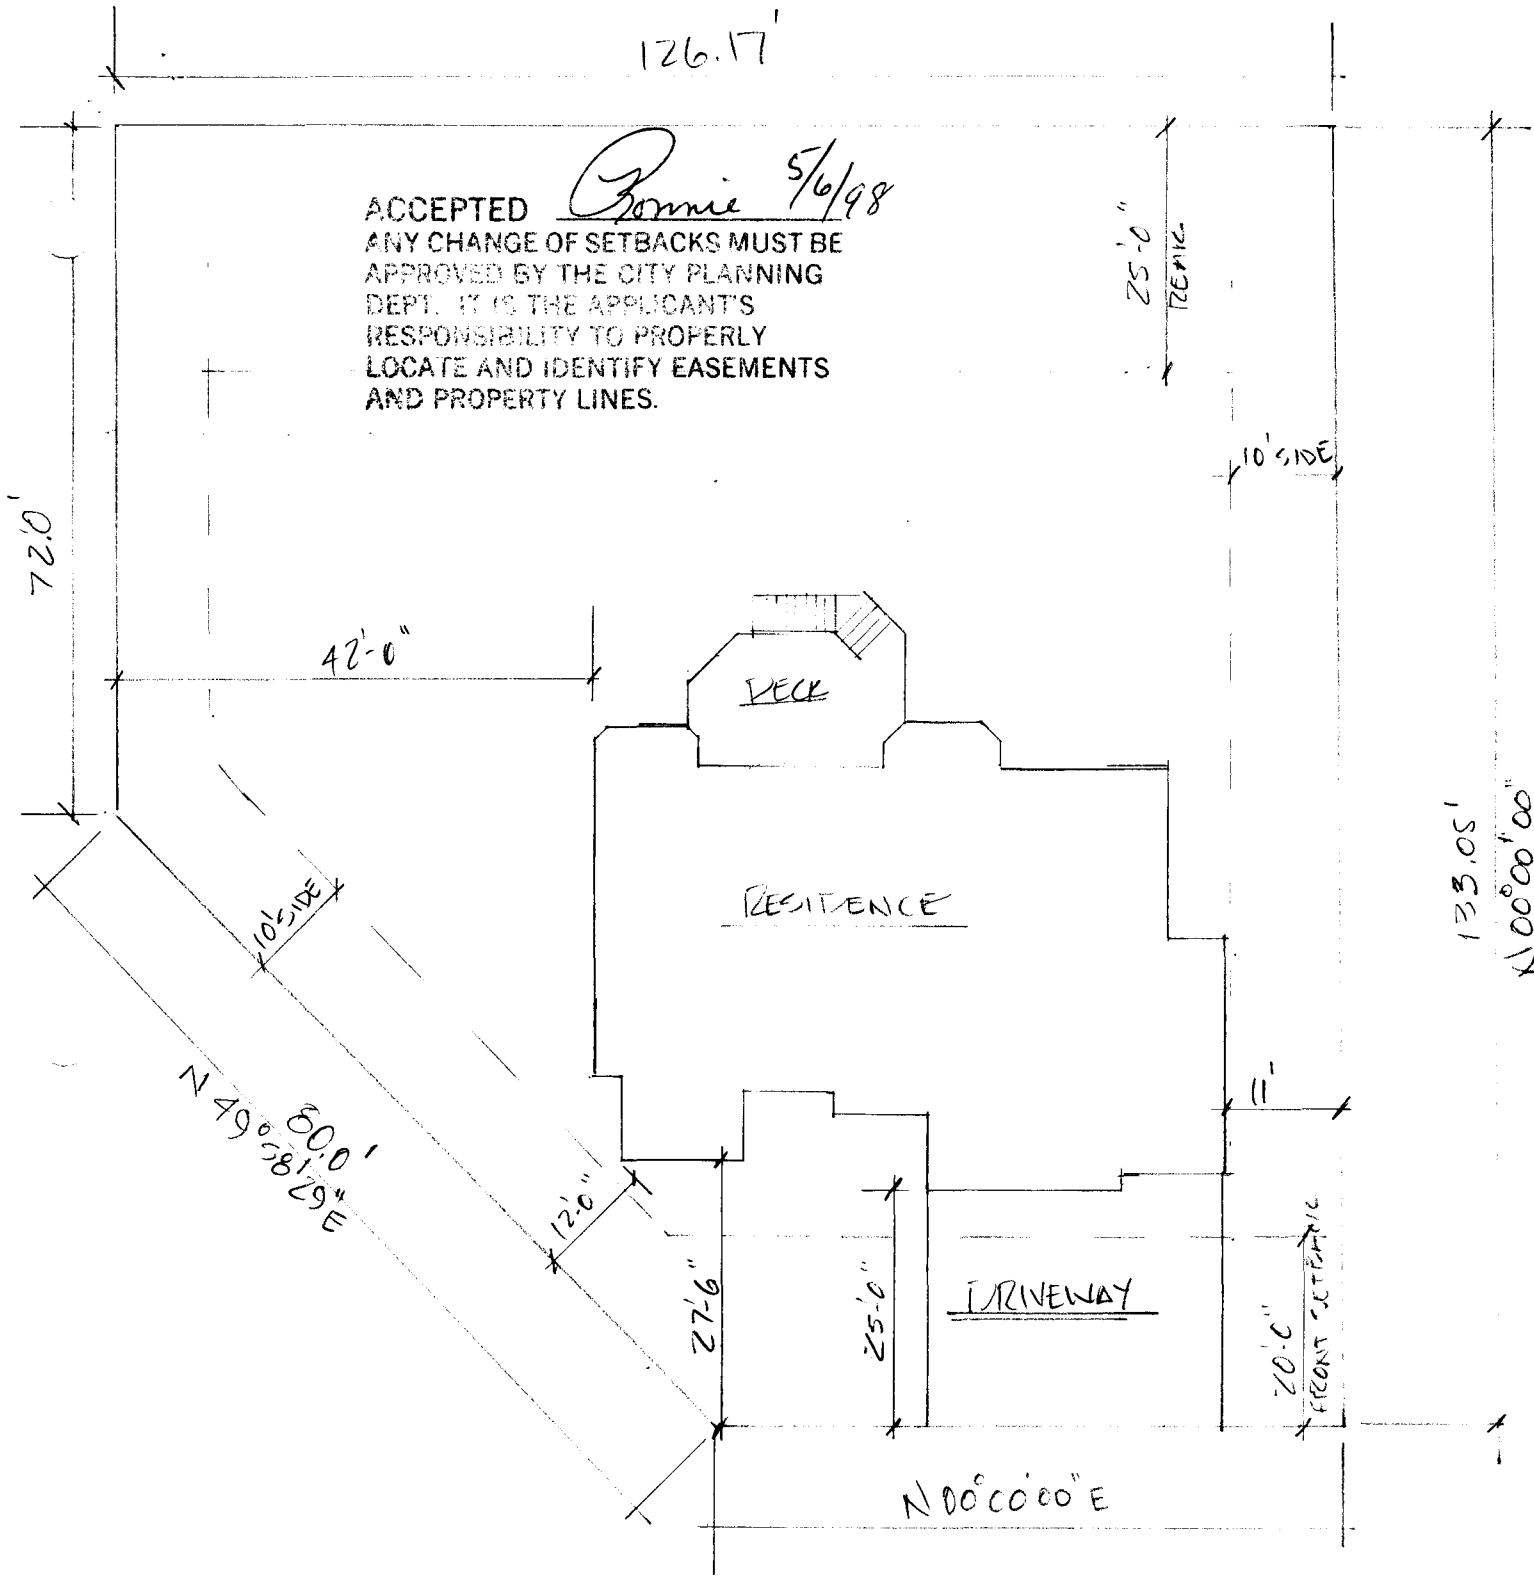 126.17'
ACCEPTED Ronnie 5/6/98
ANY CHANGE OF SETBACKS MUST BE
APPROVED BY THE CITY PLANNING
DEPT. IT IS THE APPLICANT'S
RESPONSIBILITY TO PROPERLY
LOCATE AND IDENTIFY EASEMENTS
AND PROPERTY LINES.
25'-0"
10' SIDE
72.0'
42'-0"
DECK
133.05'
N 00°00'00"
RESIDENCE
10' SIDE
80.0'
N 49°58'29" E
11'
12'-0"
27'-6"
25'-0"
DRIVEWAY
20'-0"
FRONT SETBACK
N 00°00'00" E